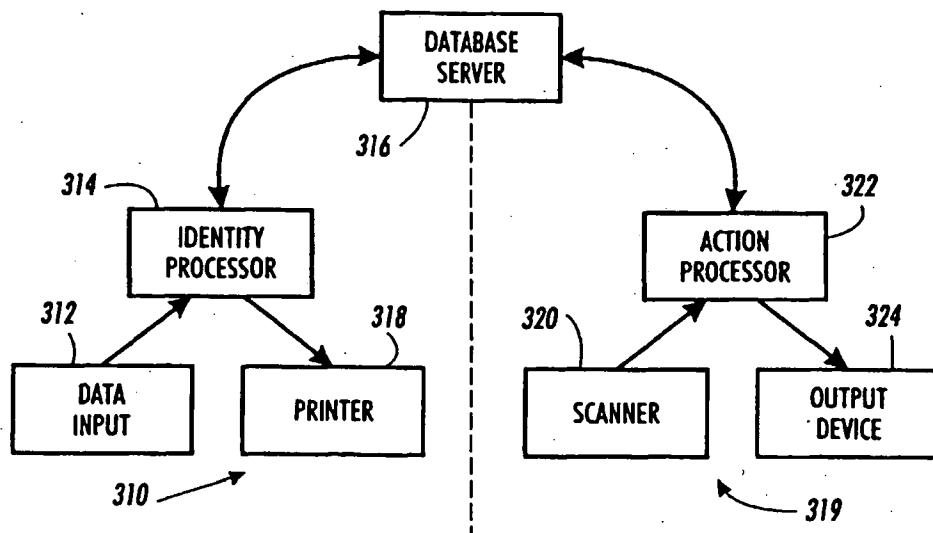 DATABASE
SERVER
316
314
322
IDENTITY
PROCESSOR
ACTION
PROCESSOR
312
318
320
324
DATA
INPUT
PRINTER
SCANNER
OUTPUT
DEVICE
310
319